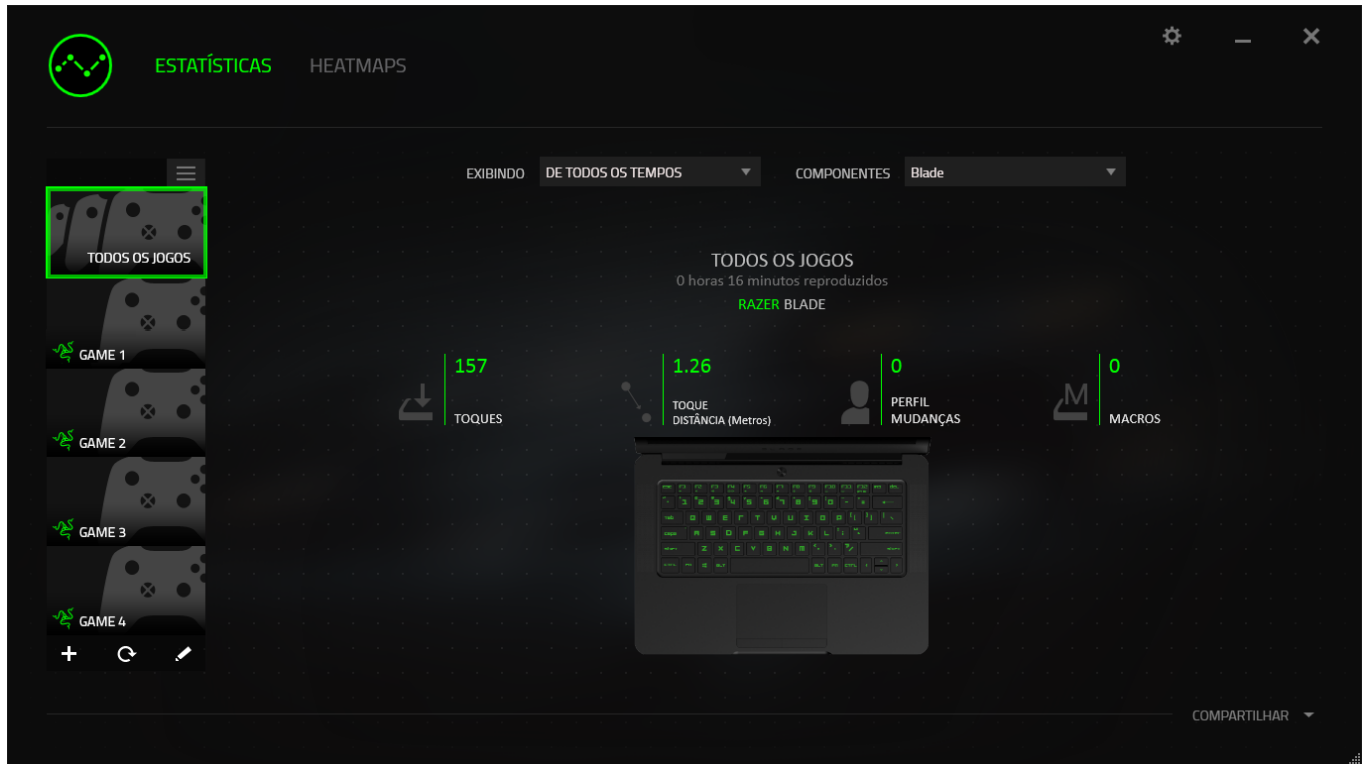 ESTATÍSTICAS HEATMAPS
EXIBINDO DE TODOS OS TEMPOS COMPONENTES Blade
TODOS OS JOGOS
GAME 1
GAME 2
GAME 3
GAME 4
TODOS OS JOGOS
0 horas 16 minutos reproduzidos
RAZER BLADE
157
TOQUES
1.26
TOQUE
DISTÂNCIA (Metros)
0
PERFIL
MUDANÇAS
M
0
MACROS
COMPARTILHAR